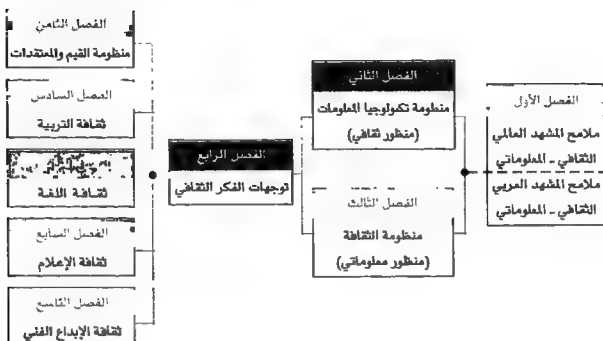 الفصل الأول
ملامح المشهد العالمي
الثقافي ـ المعلوماتي
ملامح المشهد العربي
الثقافي ـ المعلوماتي
الفصل الثاني
منظومة تكنولوجيا المعلومات
(منظور ثقافي)
الفصل الثالث
منظومة الثقافة
(منظور معلوماتي)
الفصل الرابع
توجهات الفكر الثقافي
الفصل الثامن
منظومة القيم والمعتقدات
الفصل السادس
ثقافة التربية
ثقافة اللغة
الفصل السابع
ثقافة الإعلام
الفصل التاسع
ثقافة الإبداع الفني